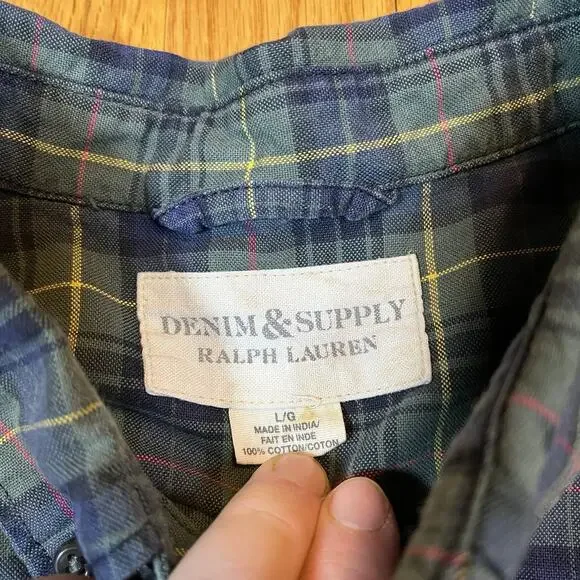 DENIM & SUPPLY
RALPH LAUREN
L/G
MADE IN INDIA/
FAIT EN INDE
100% COTTON/COTON